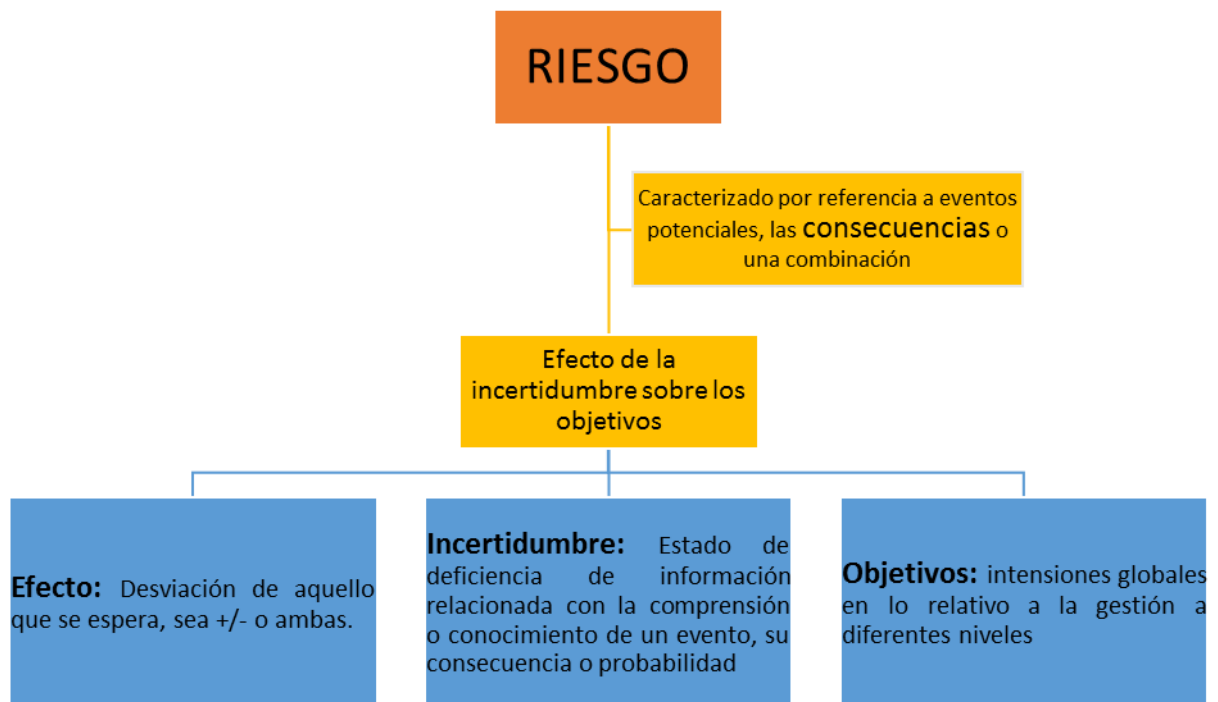 RIESGO
Caracterizado por referencia a eventos
potenciales, las consecuencias o
una combinación
Efecto de la
incertidumbre sobre los
objetivos
Efecto: Desviación de aquello
que se espera, sea +/- o ambas.
Incertidumbre: Estado de
deficiencia de información
relacionada con la comprensión
o conocimiento de un evento, su
consecuencia o probabilidad
Objetivos: intensiones globales
en lo relativo a la gestión a
diferentes niveles